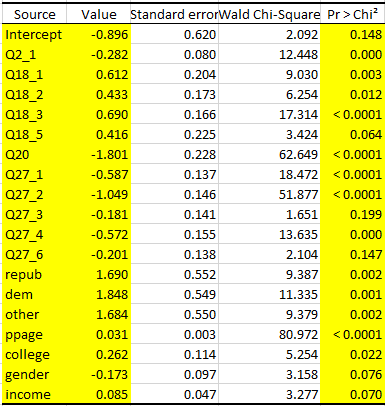 Source Value Standard error Wald Chi-Square Pr > Chi²
Intercept -0.896 0.620 2.092 0.148
Q2_1 -0.282 0.080 12.448 0.000
Q18_1 0.612 0.204 9.030 0.003
Q18_2 0.433 0.173 6.254 0.012
Q18_3 0.690 0.166 17.314 < 0.0001
Q18_5 0.416 0.225 3.424 0.064
Q20 -1.801 0.228 62.649 < 0.0001
Q27_1 -0.587 0.137 18.472 < 0.0001
Q27_2 -1.049 0.146 51.877 < 0.0001
Q27_3 -0.181 0.141 1.651 0.199
Q27_4 -0.572 0.155 13.635 0.000
Q27_6 -0.201 0.138 2.104 0.147
repub 1.690 0.552 9.387 0.002
dem 1.848 0.549 11.335 0.001
other 1.684 0.550 9.379 0.002
ppage 0.031 0.003 80.972 < 0.0001
college 0.262 0.114 5.254 0.022
gender -0.173 0.097 3.158 0.076
income 0.085 0.047 3.277 0.070